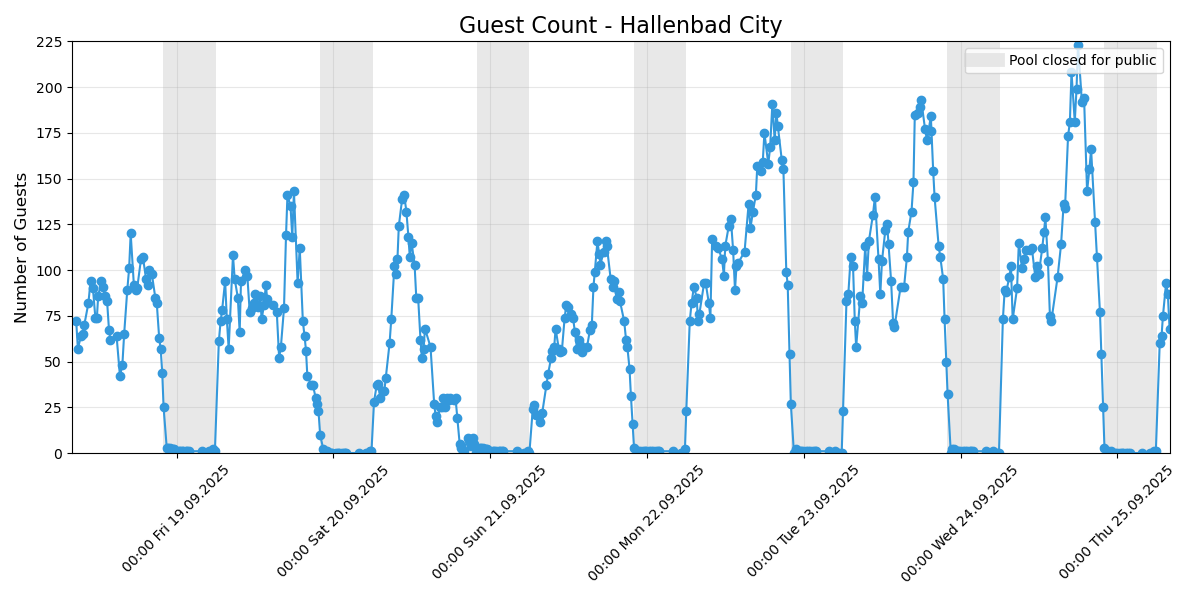 Guest Count - Hallenbad City
Pool closed for public
Number of Guests
225
200
175
150
125
100
75
50
25
0
00:00 Fri 19.09.2025
00:00 Sat 20.09.2025
00:00 Sun 21.09.2025
00:00 Mon 22.09.2025
00:00 Tue 23.09.2025
00:00 Wed 24.09.2025
00:00 Thu 25.09.2025